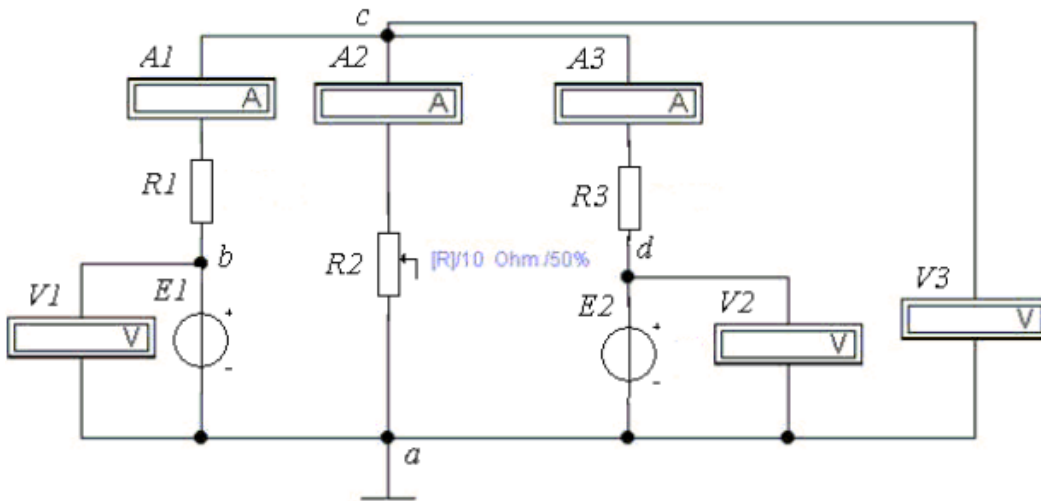 c
A1
A2
A3
A
A
A
R1
R3
b
R2
[R]/10 Ohm./50%
d
V1
E1
E2
V2
V3
+
+
V
V
V
-
-
a